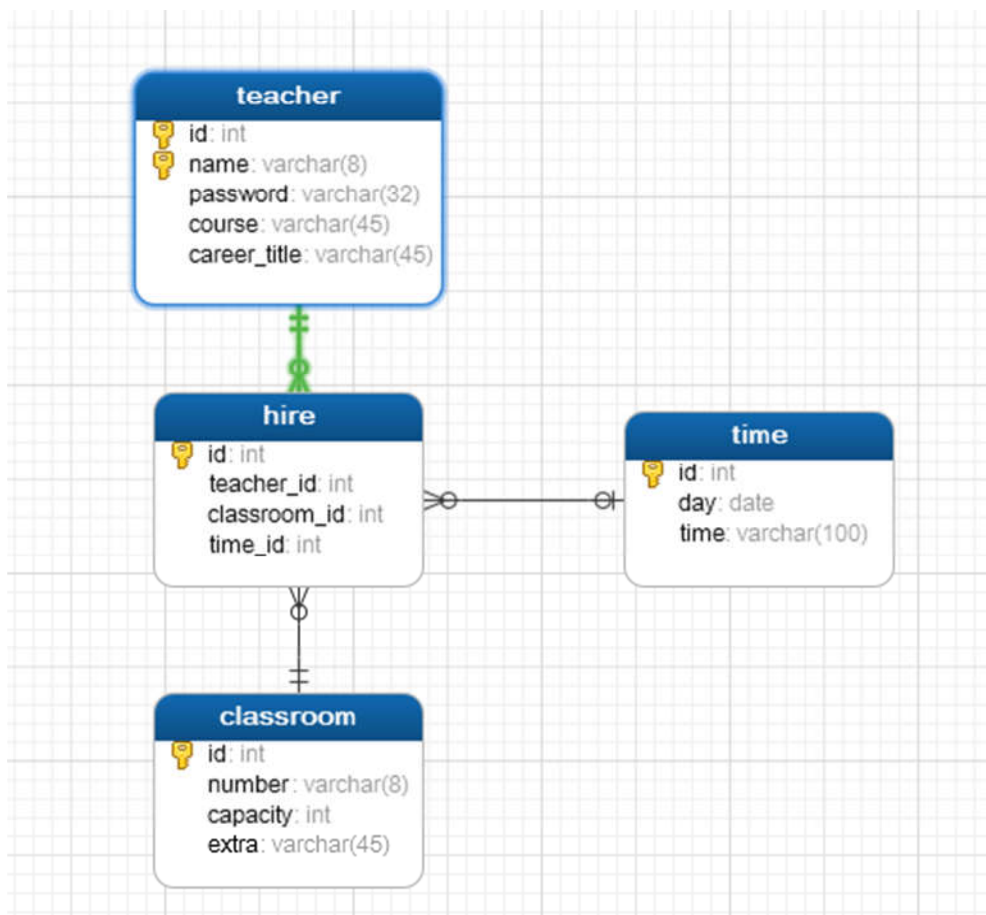 teacher
id: int
name: varchar(8)
password: varchar(32)
course: varchar(45)
career_title: varchar(45)
hire
id: int
teacher_id: int
classroom_id: int
time_id: int
time
id: int
day: date
time: varchar(100)
classroom
id: int
number: varchar(8)
capacity: int
extra: varchar(45)